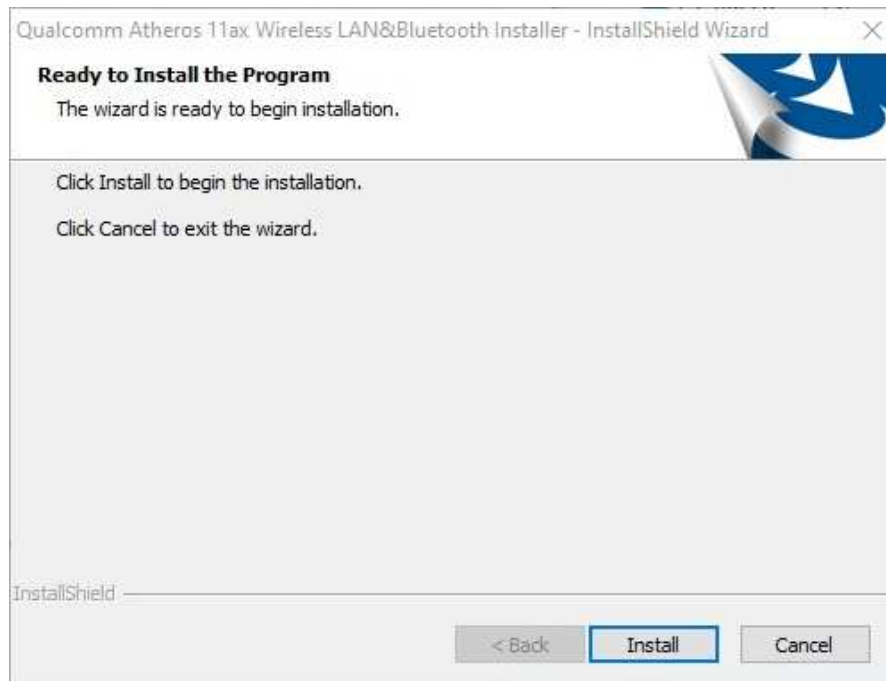 Qualcomm Atheros 11ax Wireless LAN&Bluetooth Installer - InstallShield Wizard
Ready to Install the Program
The wizard is ready to begin installation.
Click Install to begin the installation.
Click Cancel to exit the wizard.
InstallShield
< Back
Install
Cancel